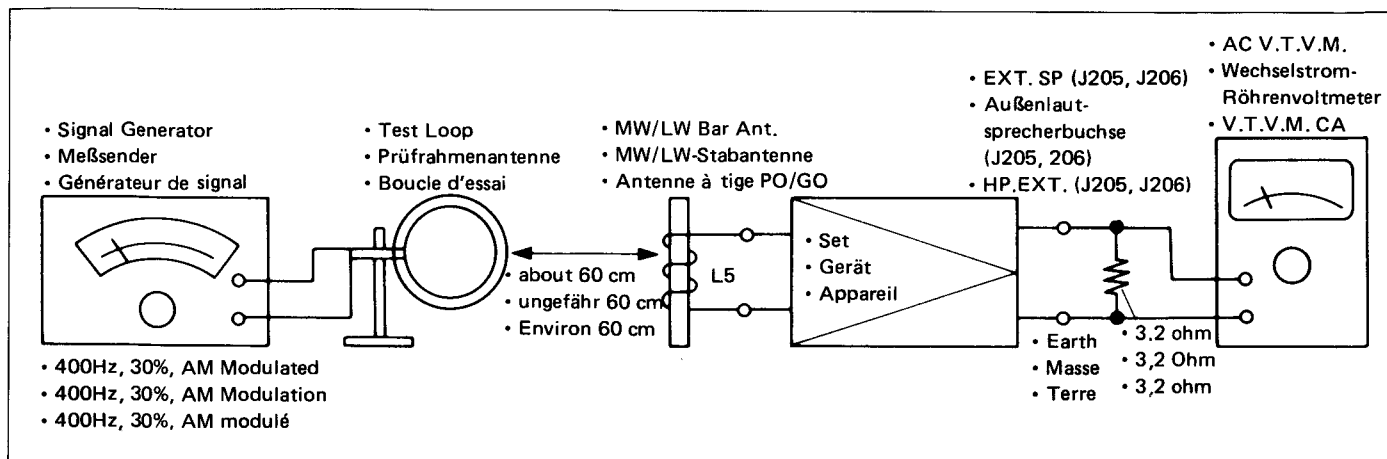 • Signal Generator
• Meßsender
• Générateur de signal
• Test Loop
• Prüfrahmenantenne
• Boucle d'essai
• MW/LW Bar Ant.
• MW/LW-Stabantenne
• Antenne à tige PO/GO
• EXT. SP (J205, J206)
• Außenlaut-
sprecherbuchse
(J205, 206)
• HP.EXT. (J205, J206)
• AC V.T.V.M.
• Wechselstrom-
Röhrenvoltmeter
• V.T.V.M. CA
• about 60 cm
• ungefähr 60 cm
• Environ 60 cm
L5
• Set
• Gerät
• Appareil
• Earth
• Masse
• Terre
• 3.2 ohm
• 3,2 Ohm
• 3,2 ohm
• 400Hz, 30%, AM Modulated
• 400Hz, 30%, AM Modulation
• 400Hz, 30%, AM modulé